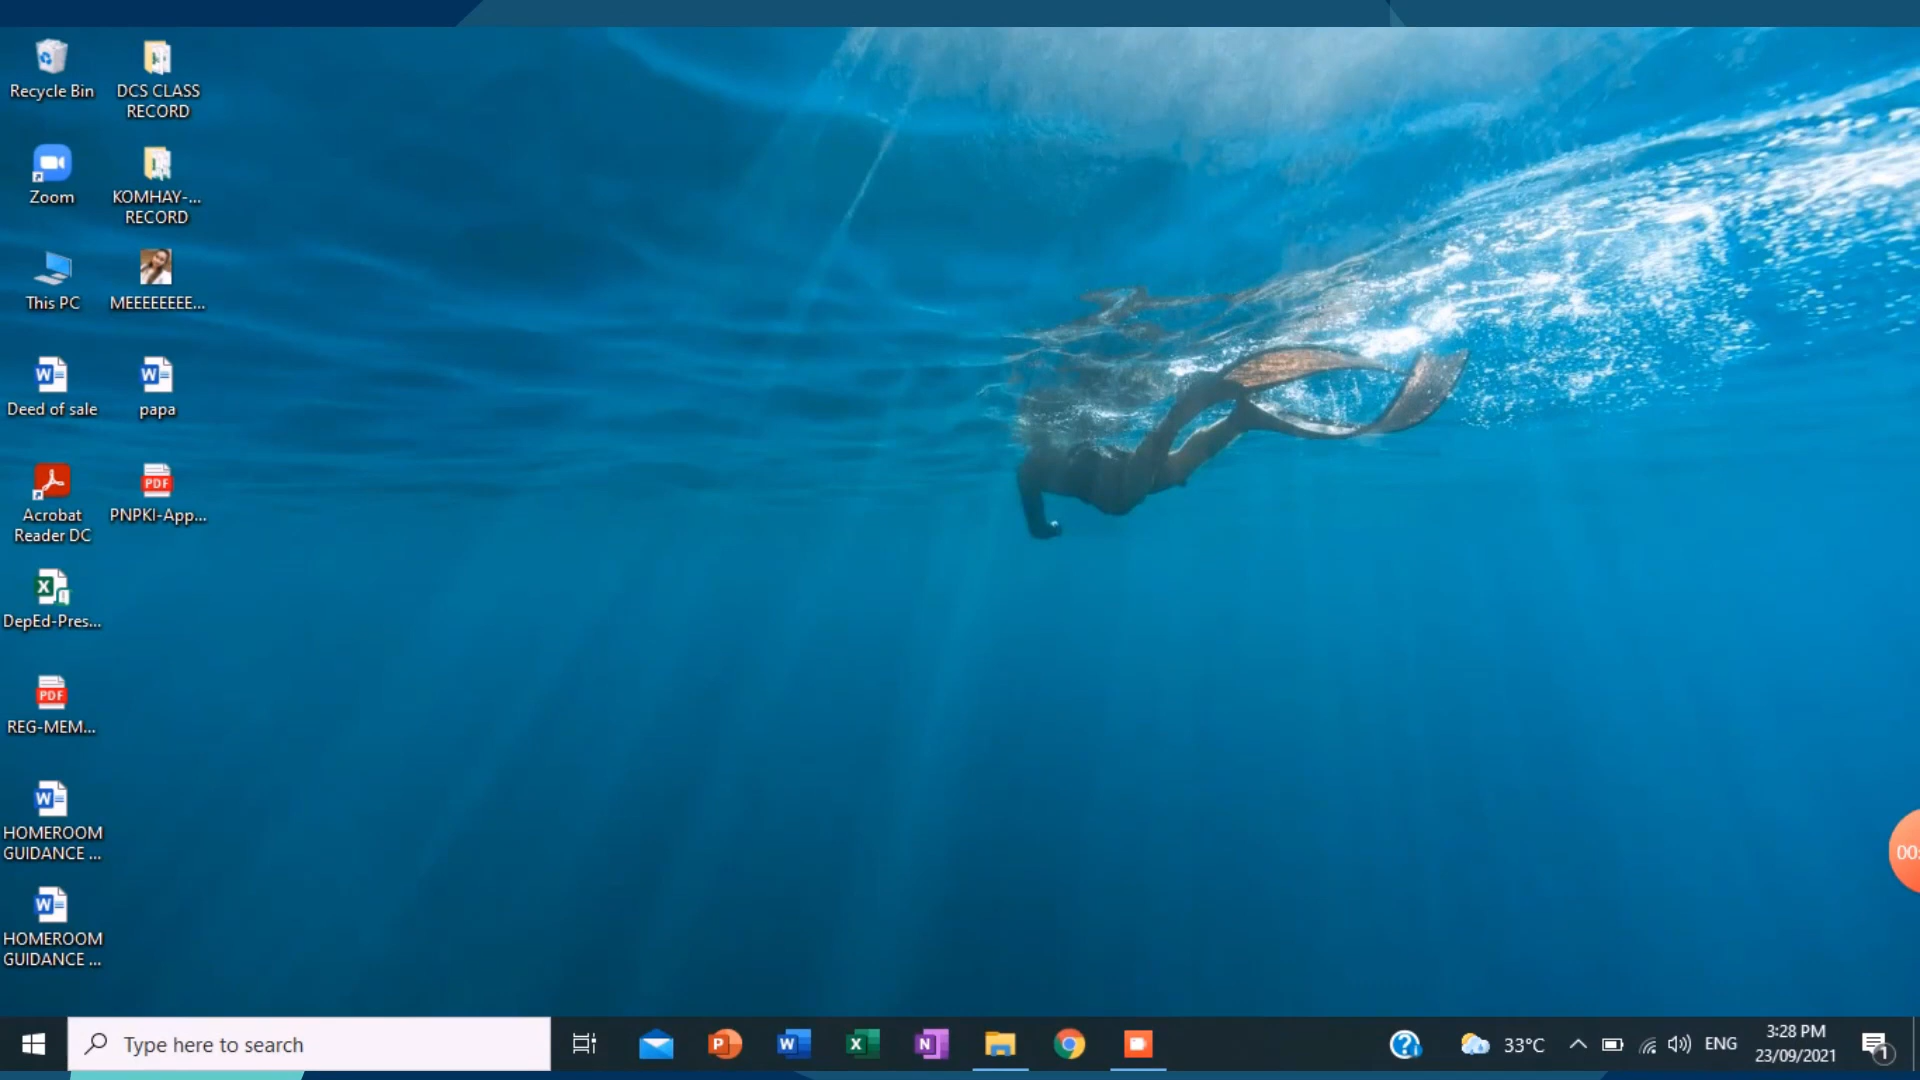 Recycle Bin
DCS CLASS
RECORD
Zoom
KOMHAY-...
RECORD
This PC
MEEEEEEEE...
Deed of sale
papa
Acrobat
Reader DC
PNPKI-App...
DepEd-Pres...
REG-MEM...
HOMEROOM
GUIDANCE ...
HOMEROOM
GUIDANCE ...
00:
Type here to search
33°C
ENG
3:28 PM
23/09/2021
1